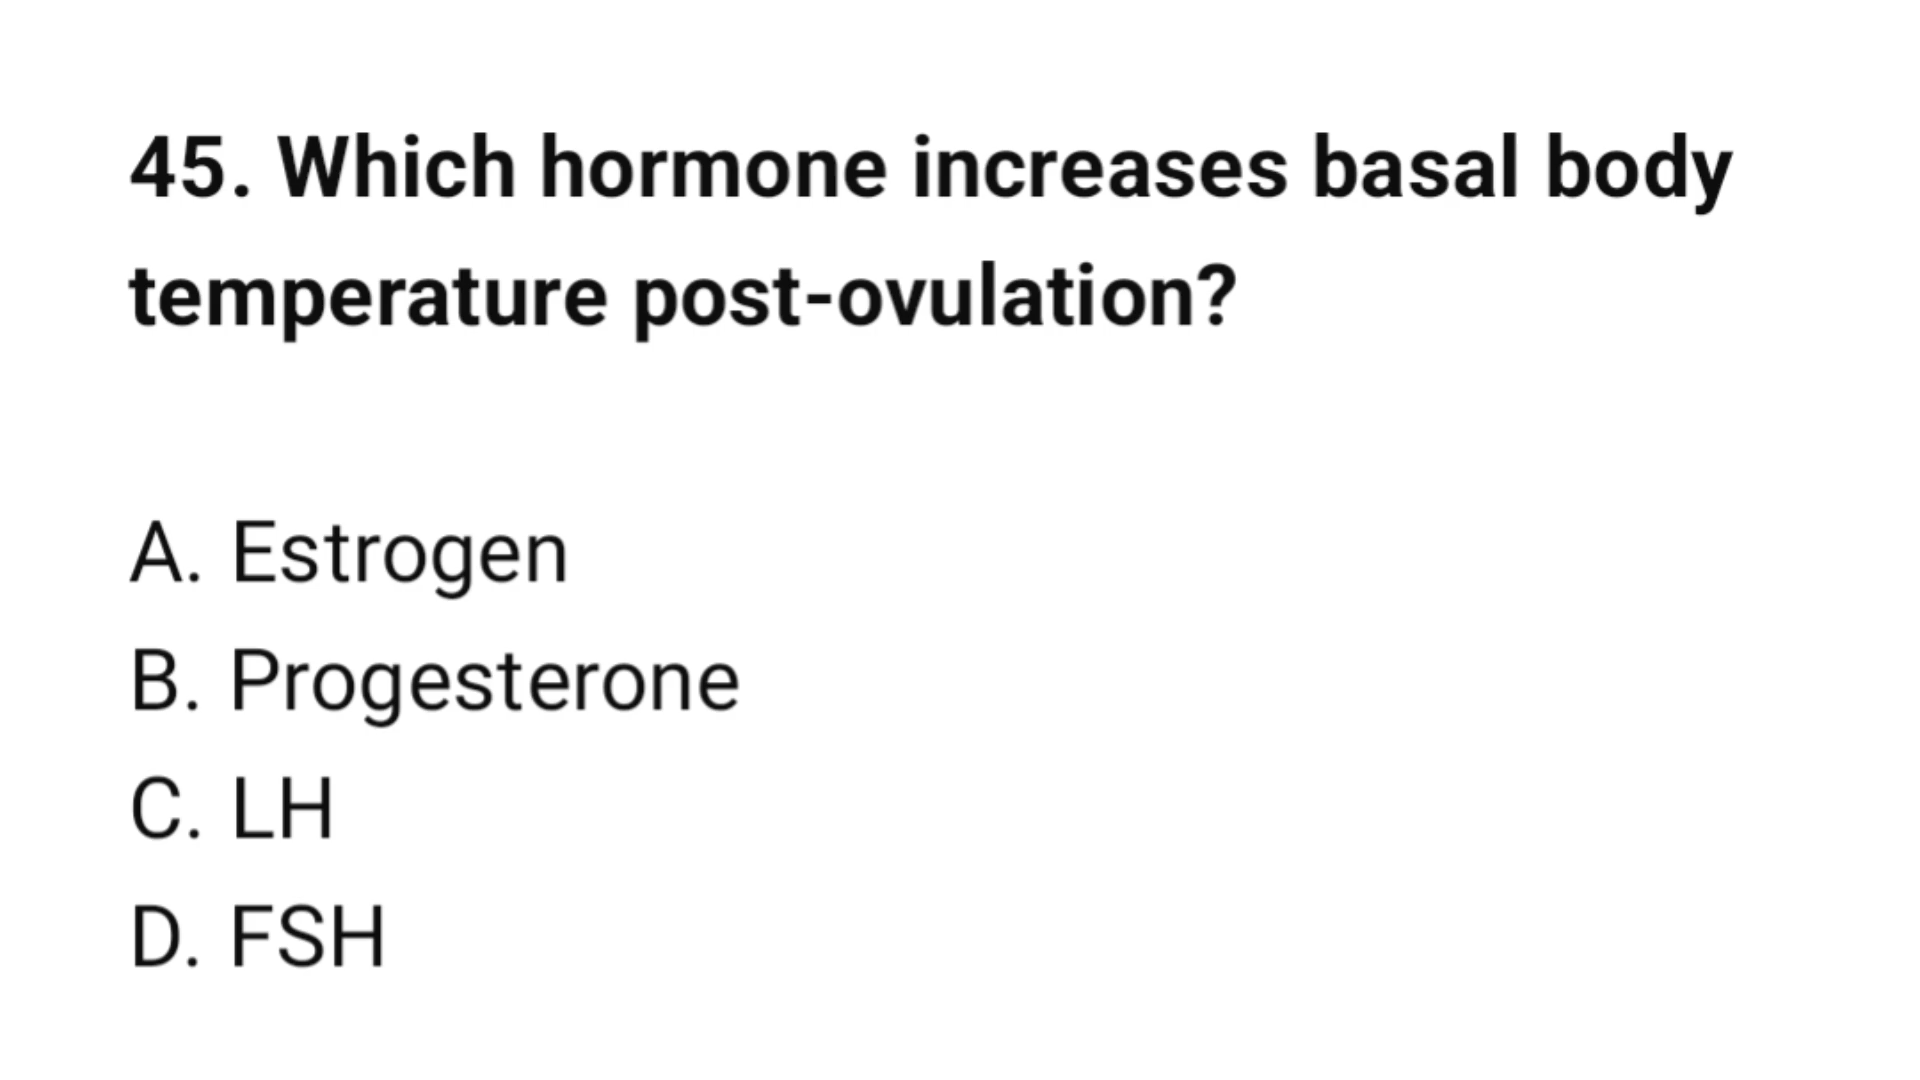 45. Which hormone increases basal body
temperature post-ovulation?
A. Estrogen
B. Progesterone
C. LH
D. FSH